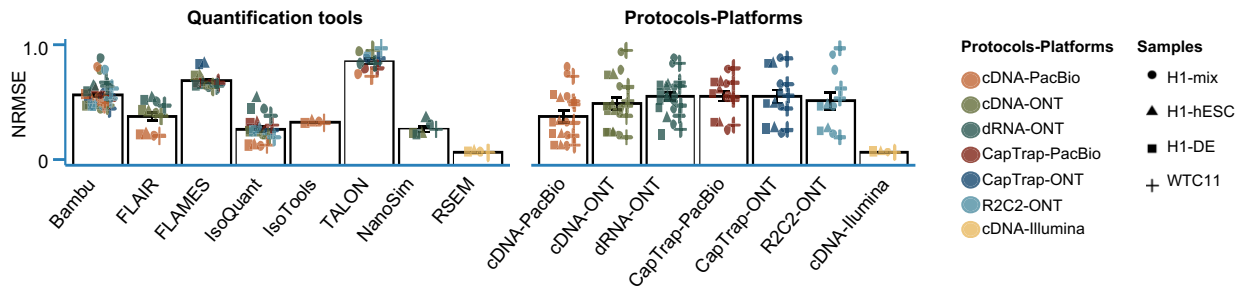 Quantification tools
Protocols-Platforms
NRMSE
1.0
0
Bambu
FLAIR
FLAMES
IsoQuant
IsoTools
TALON
NanoSim
RSEM
cDNA-PacBio
cDNA-ONT
dRNA-ONT
CapTrap-PacBio
CapTrap-ONT
R2C2-ONT
cDNA-Illumina
Protocols-Platforms
cDNA-PacBio
cDNA-ONT
dRNA-ONT
CapTrap-PacBio
CapTrap-ONT
R2C2-ONT
cDNA-Illumina
Samples
H1-mix
H1-hESC
H1-DE
WTC11